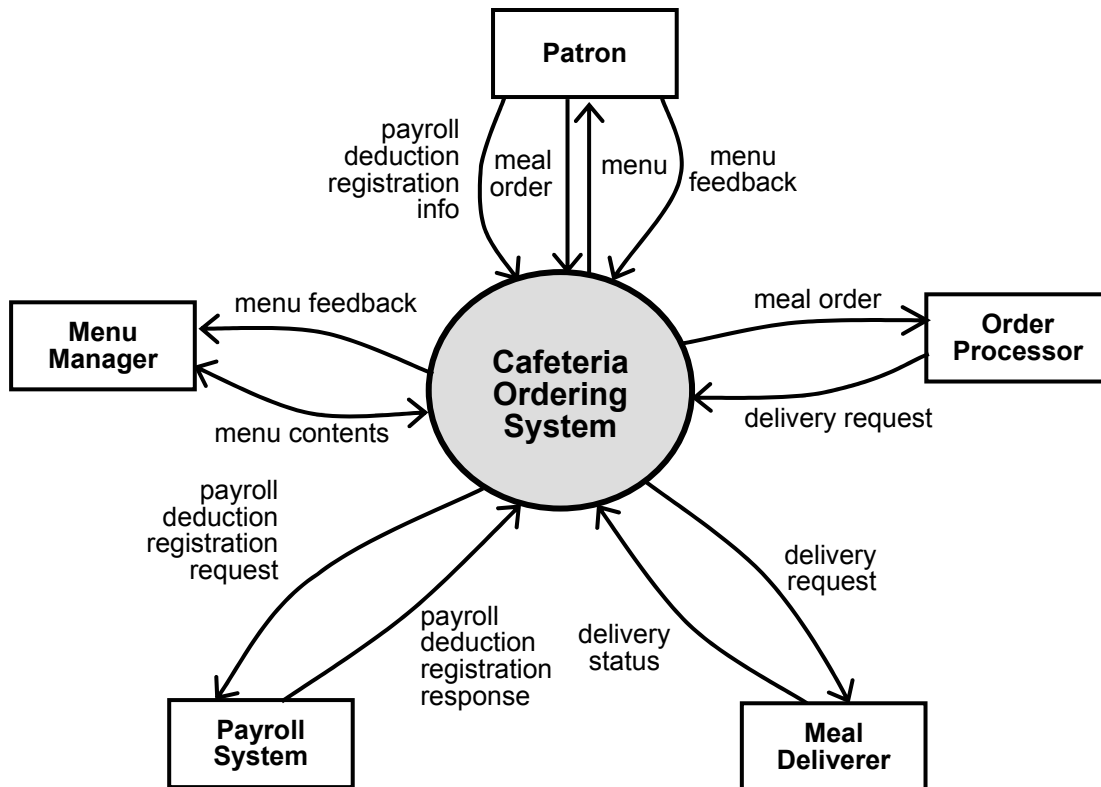 Patron
payroll
deduction
registration
info
meal
order
menu
menu
feedback
menu feedback
meal order
Menu
Manager
Cafeteria
Ordering
System
Order
Processor
menu contents
delivery request
payroll
deduction
registration
request
delivery
request
payroll
deduction
registration
response
delivery
status
Payroll
System
Meal
Deliverer